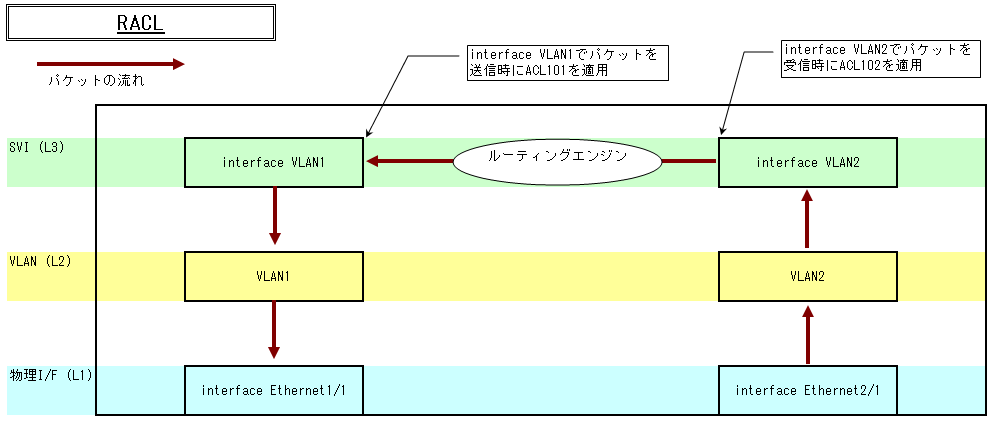 RACL
パケットの流れ
interface VLAN1でパケットを
送信時にACL101を適用
interface VLAN2でパケットを
受信時にACL102を適用
SVI (L3)
interface VLAN1
ルーティングエンジン
interface VLAN2
VLAN (L2)
VLAN1
VLAN2
物理I/F (L1)
interface Ethernet1/1
interface Ethernet2/1